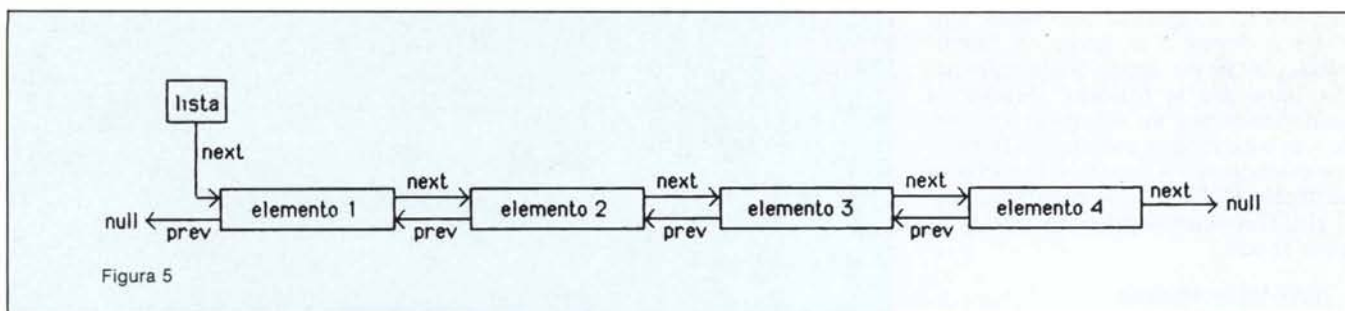 lista
next
next next next next
elemento 1 elemento 2 elemento 3 elemento 4
null null
prev prev prev prev
Figura 5